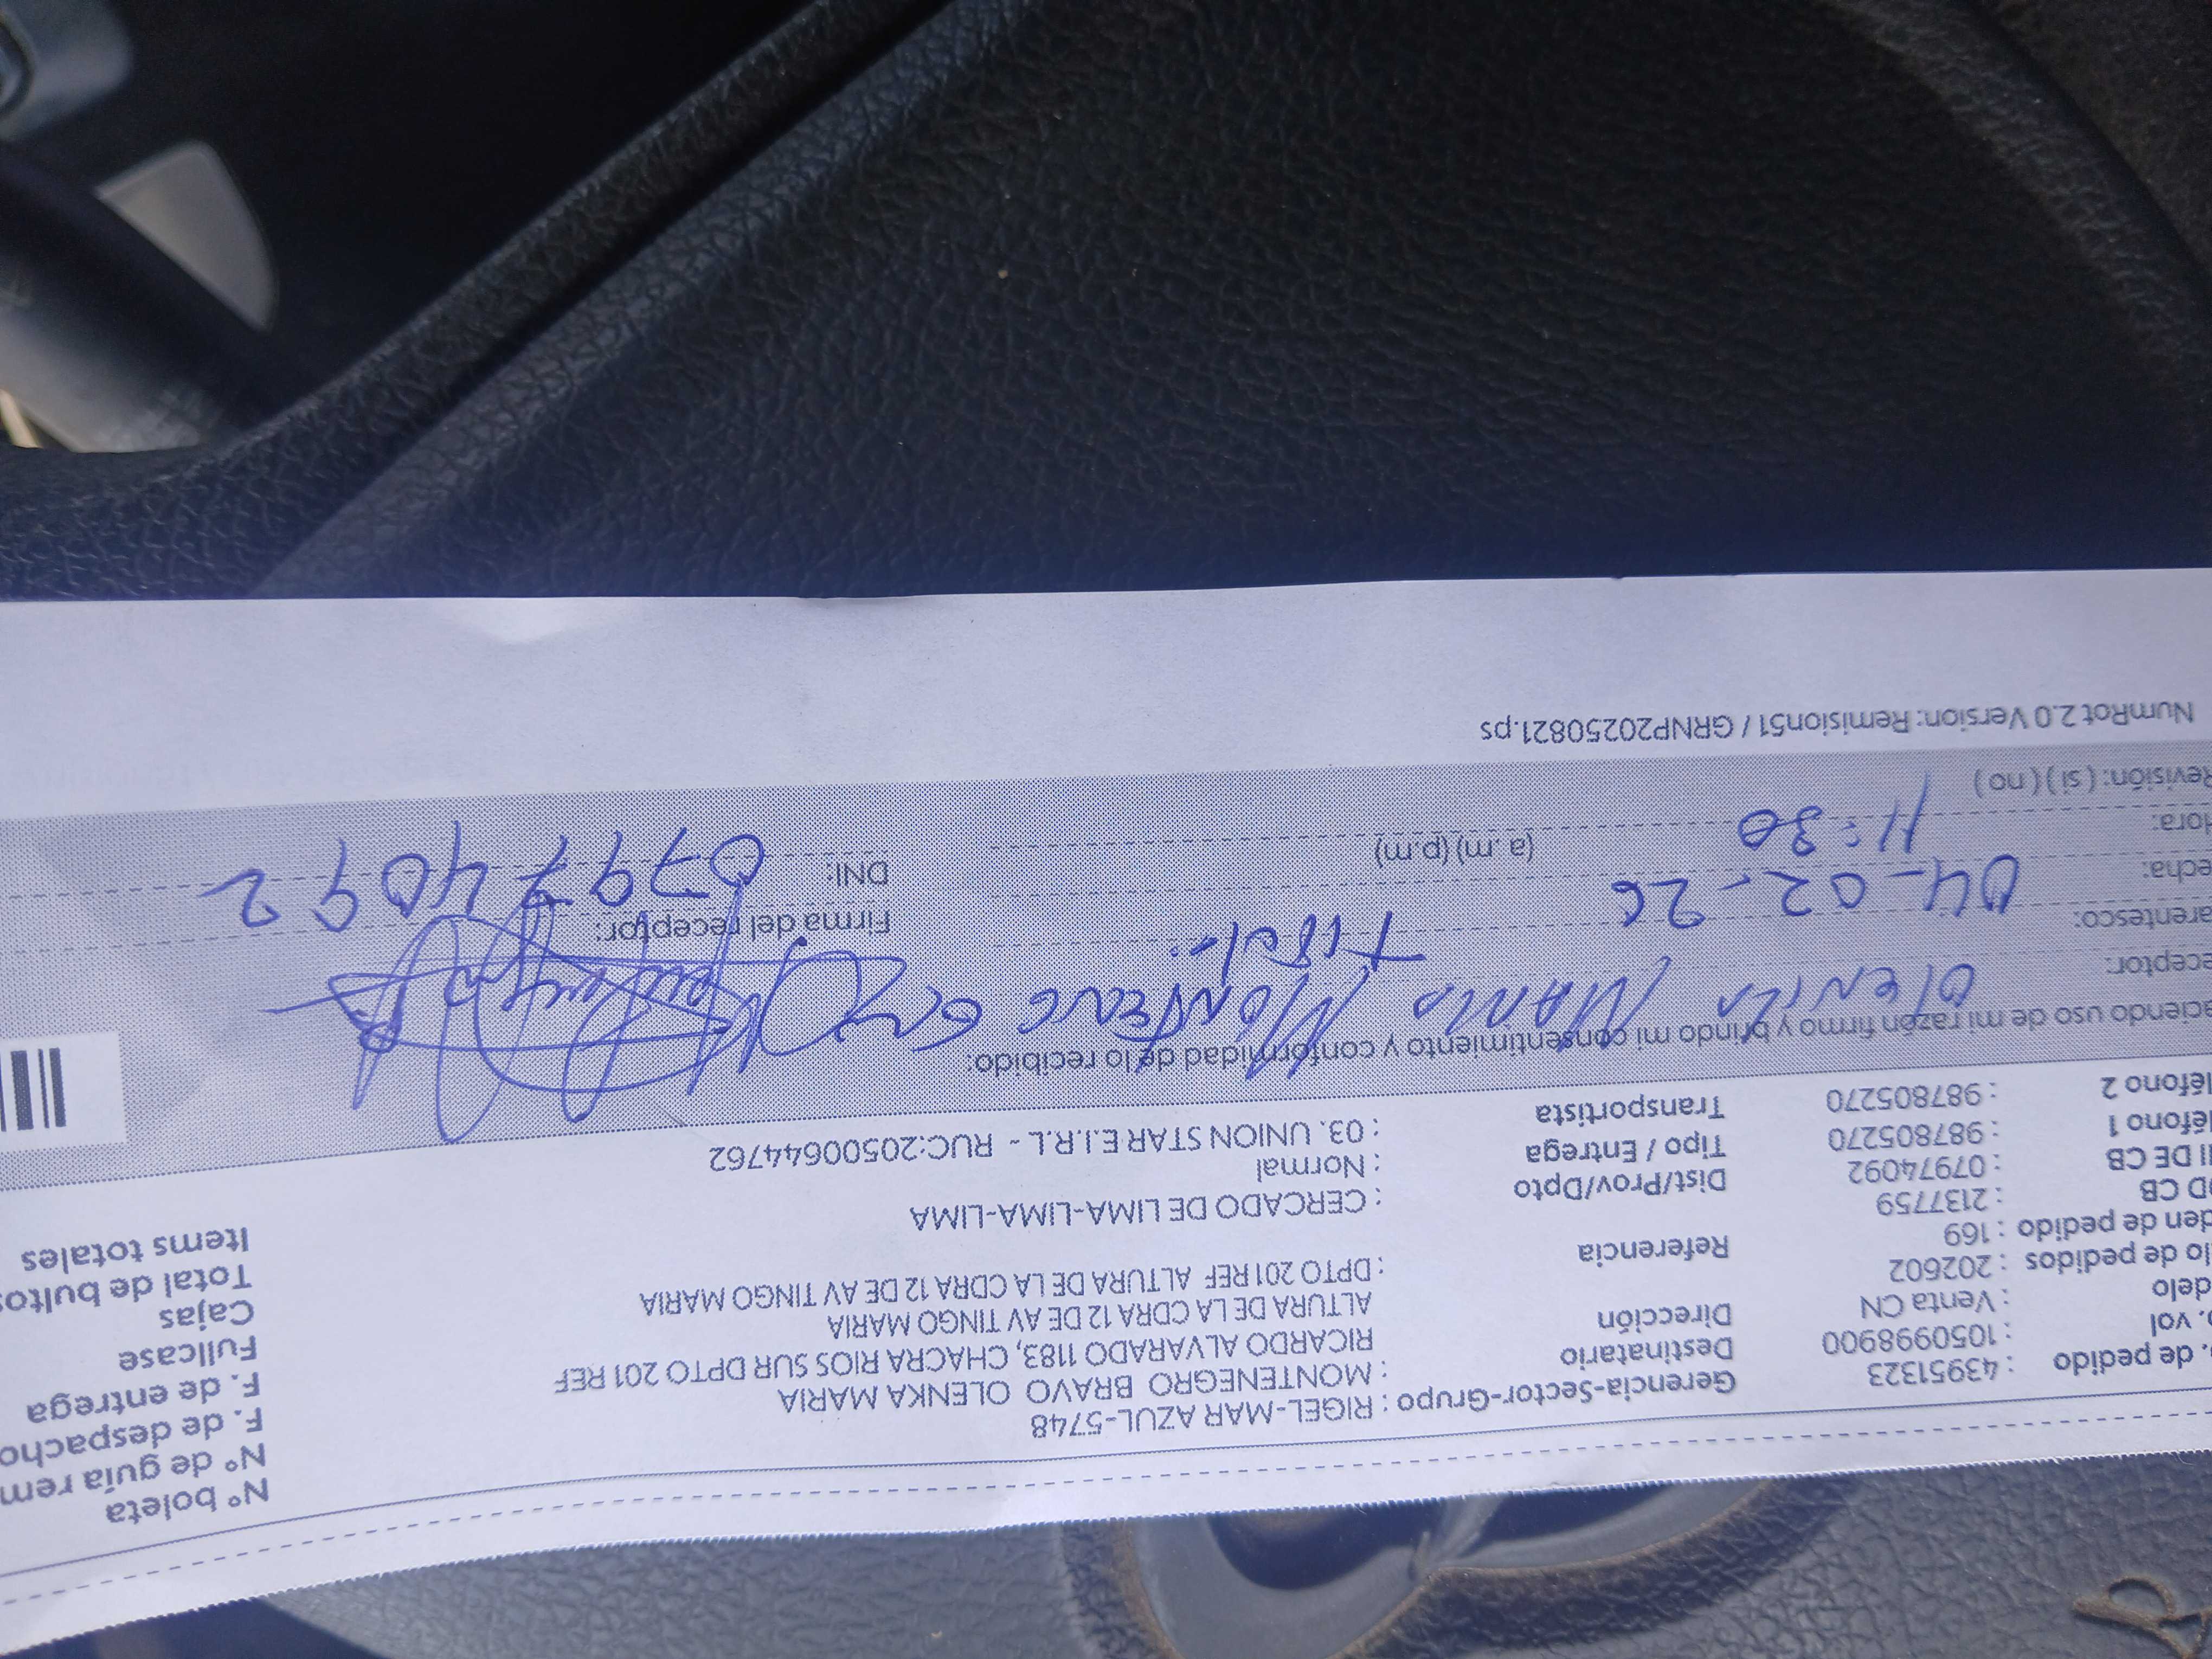 Nº boleta
Nº de guía rem
F. de despacho
F. de entrega
Fullcase
Cajas
Total de bultos
Items totales
. de pedido : 43951323
. vol : 1050998900
delo : Venta CN
lo de pedidos : 202602
den de pedido : 169
D CB : 2137759
I DE CB : 07974092
léfono 1 : 987805270
léfono 2 : 987805270
Gerencia-Sector-Grupo : RIGEL-MAR AZUL-5748
Destinatario : MONTENEGRO BRAVO OLENKA MARIA
Dirección RICARDO ALVARADO 1183, CHACRA RIOS SUR DPTO 201 REF
ALTURA DE LA CDRA 12 DE AV TINGO MARIA
Referencia : DPTO 201 REF ALTURA DE LA CDRA 12 DE AV TINGO MARIA
Dist/Prov/Dpto : CERCADO DE LIMA-LIMA-LIMA
Tipo / Entrega : Normal
Transportista : 03. UNION STAR E.I.R.L - RUC:20500644762
aciendo uso de mi razón firmo y brindo mi consentimiento y conformidad de lo recibido:
eceptor: Olenka Maria Montenegro
arentesco: Titular Firma del receptor:
echa: 04-02-26 DNI: 07974092
Hora: 11:30 (a. m) (p.m)
Revisión: ( si ) ( no )
NumRot 2.0 Version: Remision51 / GRNP20250821.ps